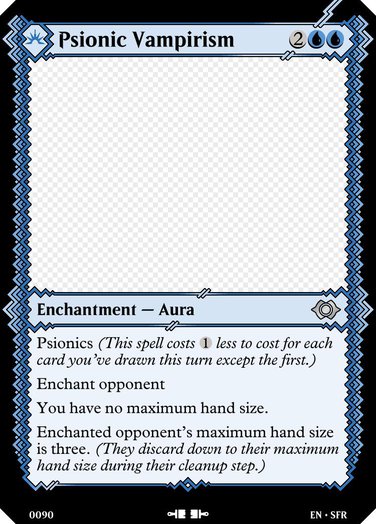 Psionic Vampirism 2
Enchantment — Aura
Psionics (This spell costs 1 less to cost for each
card you've drawn this turn except the first.)
Enchant opponent
You have no maximum hand size.
Enchanted opponent's maximum hand size
is three. (They discard down to their maximum
hand size during their cleanup step.)
0090
EN • SFR